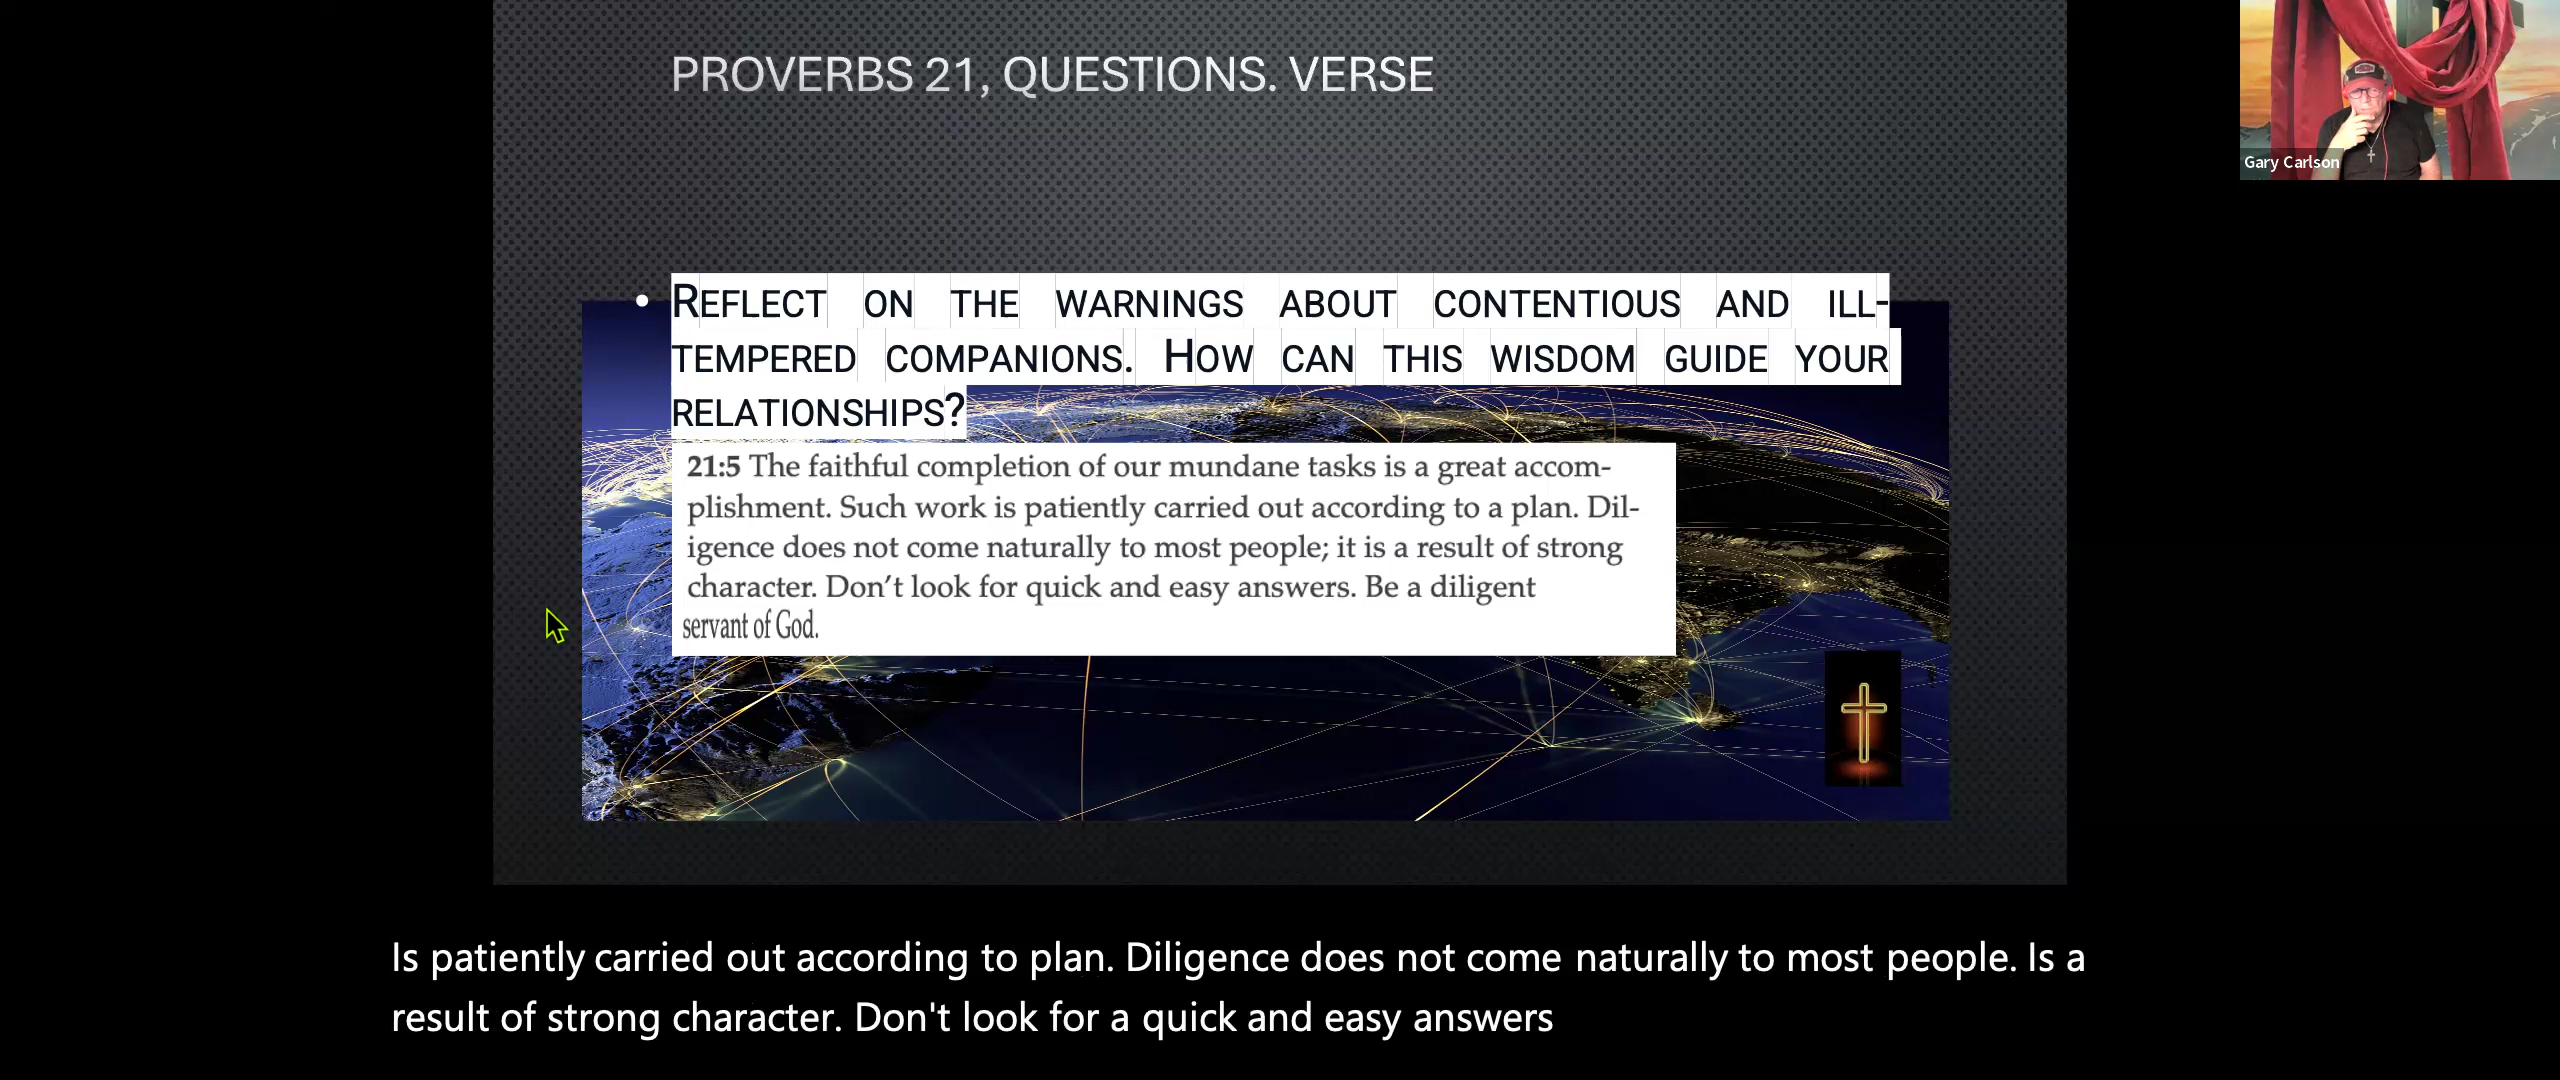 PROVERBS 21, QUESTIONS. VERSE
Gary Carlson
• REFLECT ON THE WARNINGS ABOUT CONTENTIOUS AND ILL-
TEMPERED COMPANIONS. HOW CAN THIS WISDOM GUIDE YOUR
RELATIONSHIPS?
21:5 The faithful completion of our mundane tasks is a great accom-
plishment. Such work is patiently carried out according to a plan. Dil-
igence does not come naturally to most people; it is a result of strong
character. Don't look for quick and easy answers. Be a diligent
servant of God.
Is patiently carried out according to plan. Diligence does not come naturally to most people. Is a
result of strong character. Don't look for a quick and easy answers